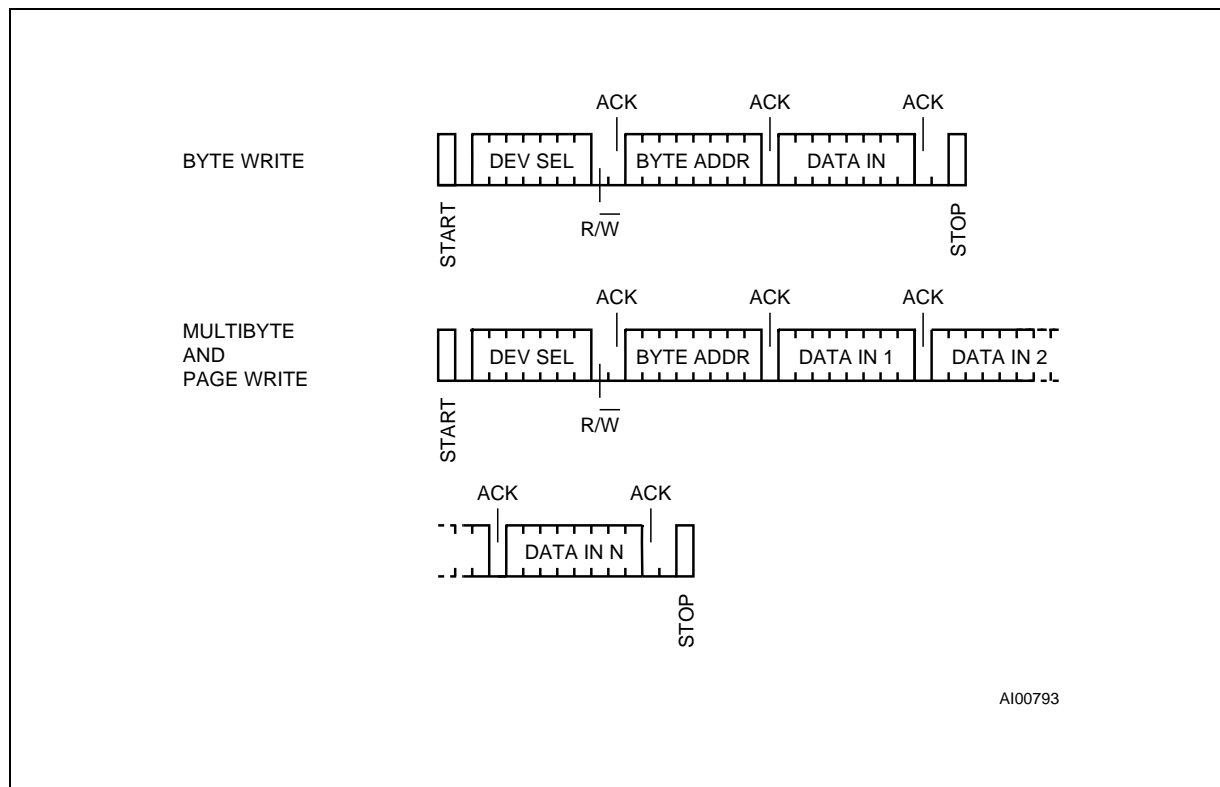 ACK ACK ACK
BYTE WRITE DEV SEL BYTE ADDR DATA IN
R/W̅
START STOP
ACK ACK ACK
MULTIBYTE
AND
PAGE WRITE
DEV SEL BYTE ADDR DATA IN 1 DATA IN 2
R/W̅
START
ACK ACK
DATA IN N
STOP
AI00793